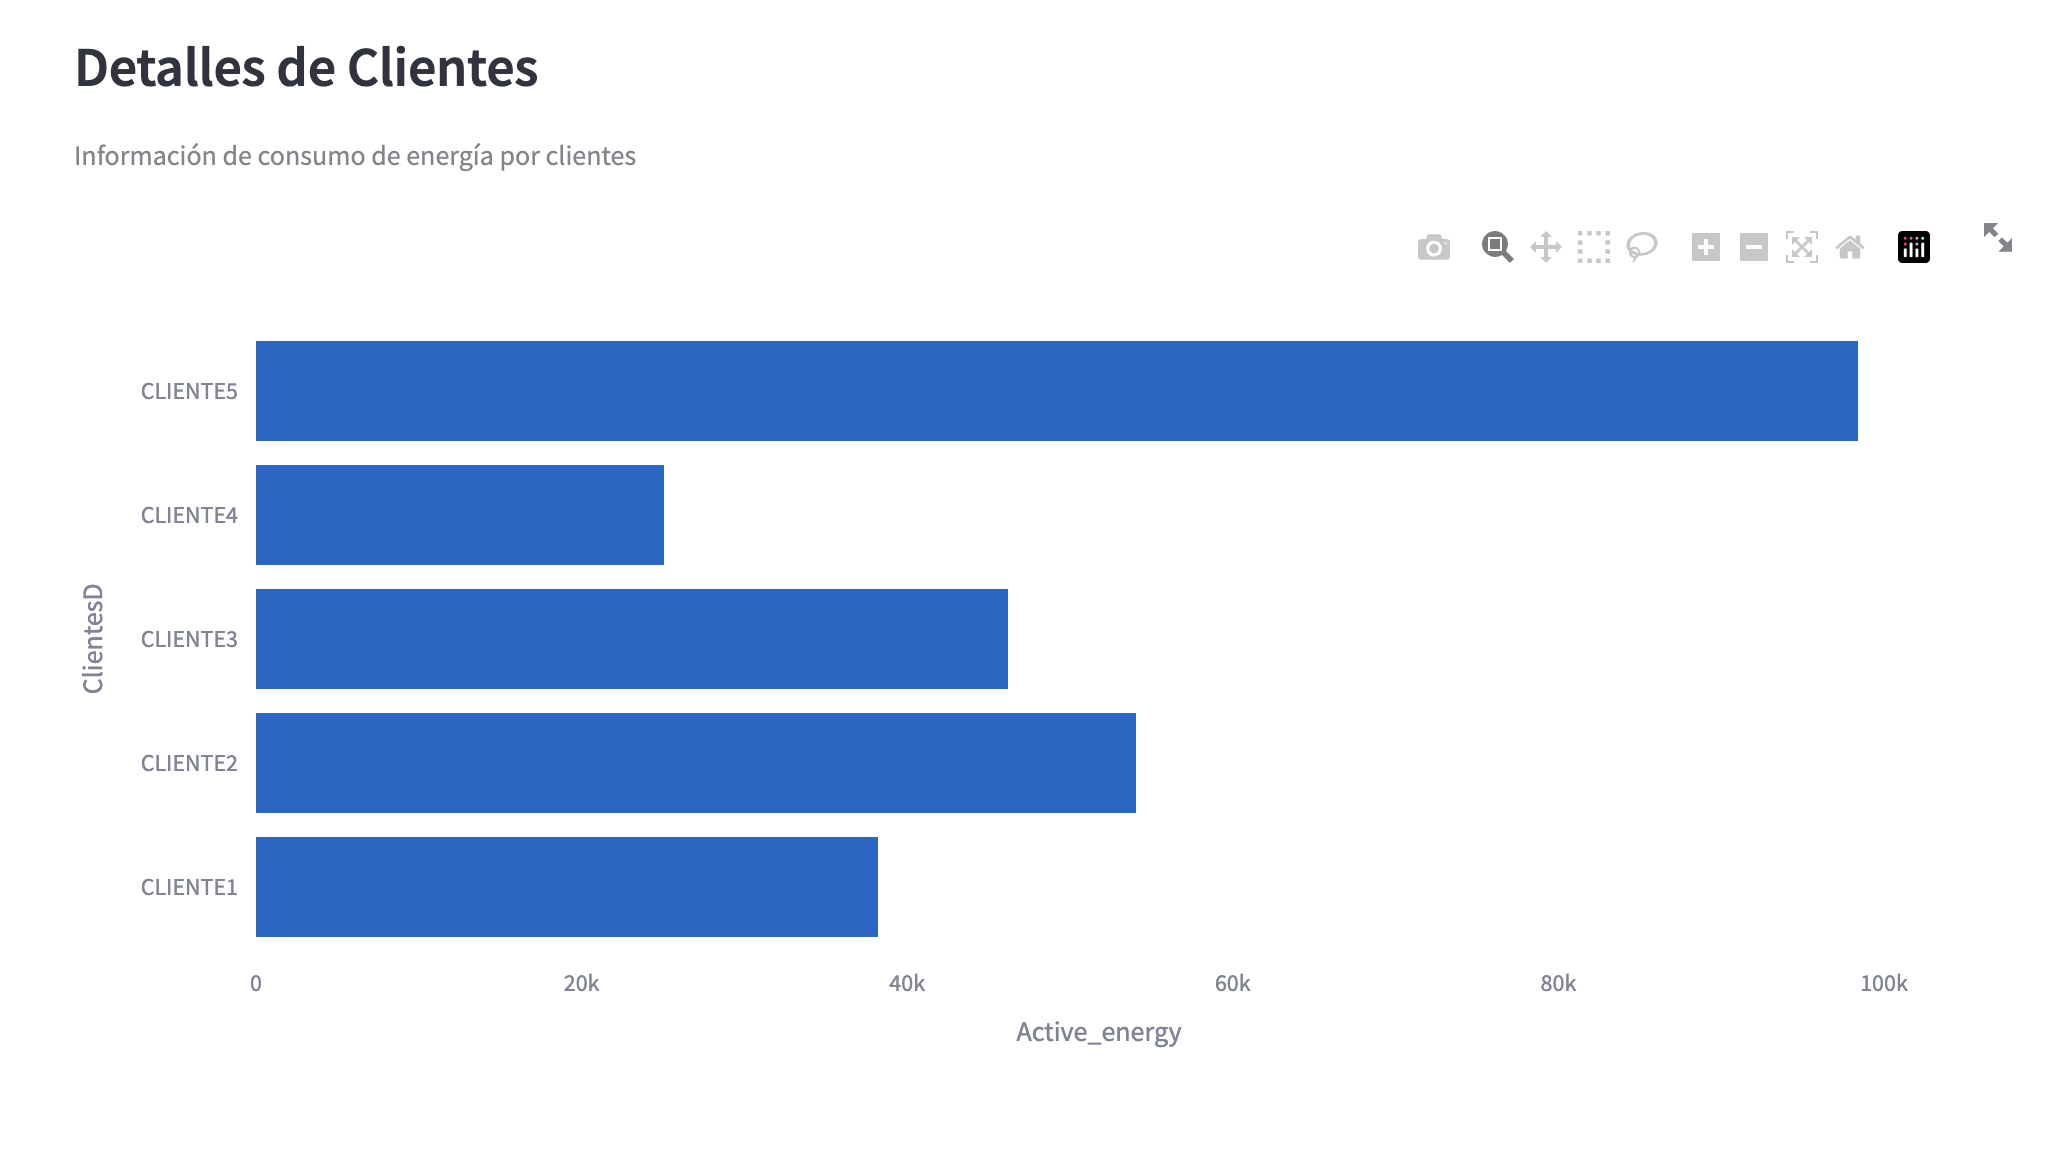 Detalles de Clientes
Información de consumo de energía por clientes
CLIENTE5
CLIENTE4
CLIENTE3
CLIENTE2
CLIENTE1
ClientesD
0 20k 40k 60k 80k 100k
Active_energy